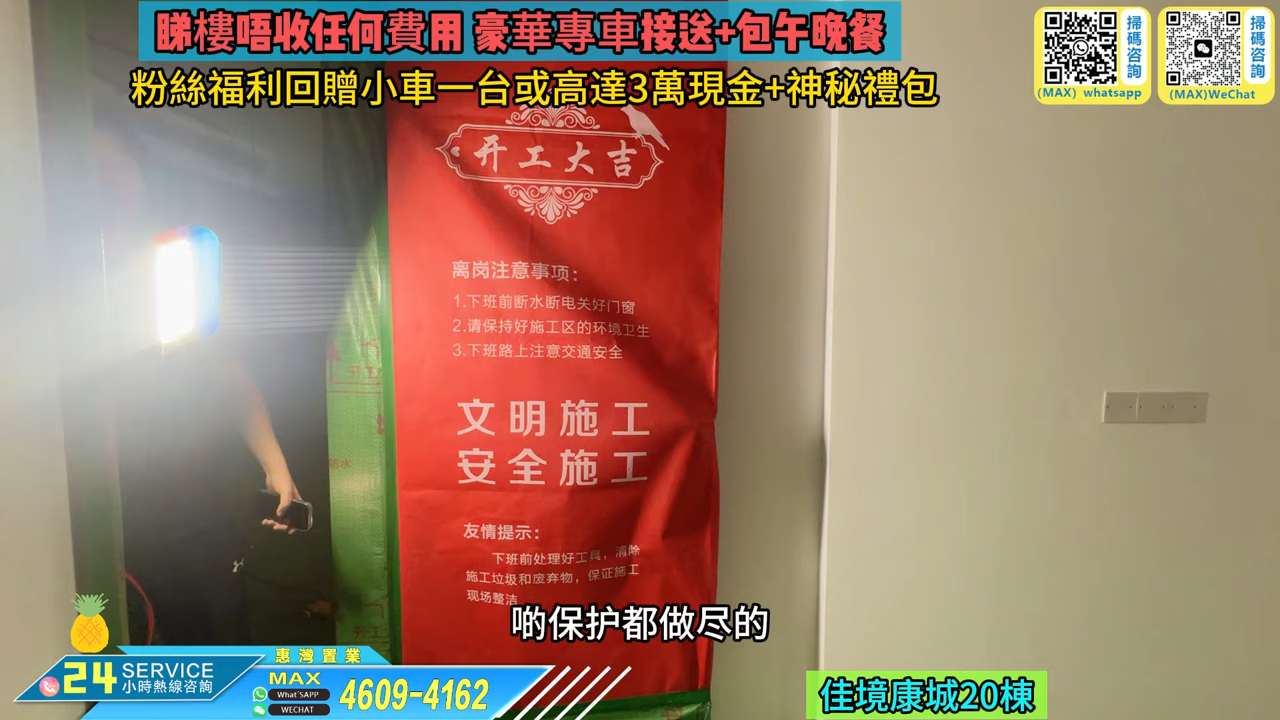 睇樓唔收任何費用 豪華專車接送+包午晚餐
粉絲福利回贈小車一台或高達3萬現金+神秘禮包
掃碼咨詢
(MAX) whatsapp
掃碼咨詢
(MAX)WeChat
开工大吉
离岗注意事项:
1.下班前断水断电关好门窗
2.请保持好施工区的环境卫生
3.下班路上注意交通安全
文明施工
安全施工
友情提示:
下班前处理好工具，清除
施工垃圾和废弃物，保证施工
现场整洁
防水
开工
啲保护都做尽的
惠灣置業
24 SERVICE
小時熱線咨詢
MAX
What'SAPP
WECHAT
4609-4162
佳境康城20棟